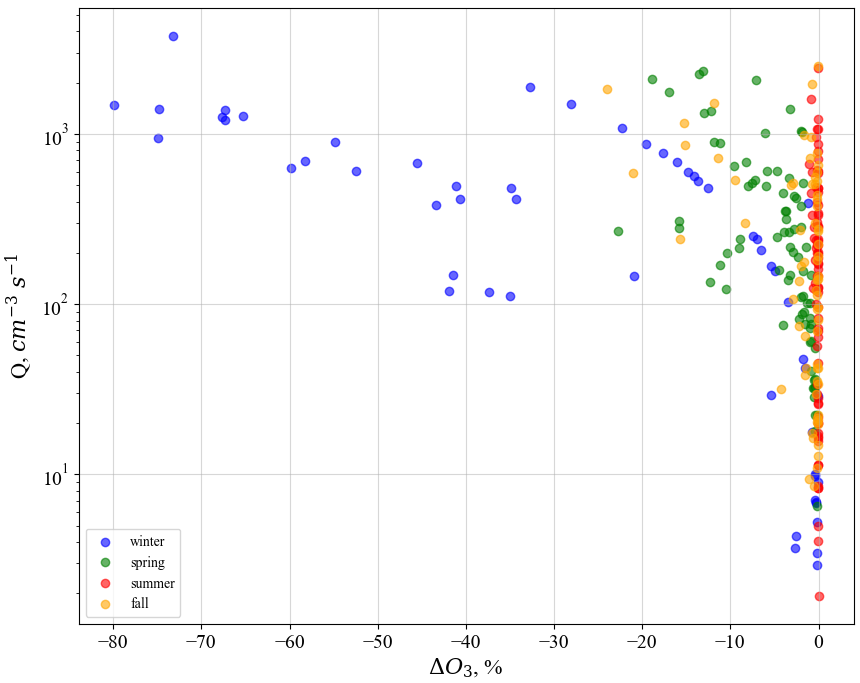 Q, cm⁻³ s⁻¹
10³
10²
10¹
winter
spring
summer
fall
−80 −70 −60 −50 −40 −30 −20 −10 0
ΔO₃, %